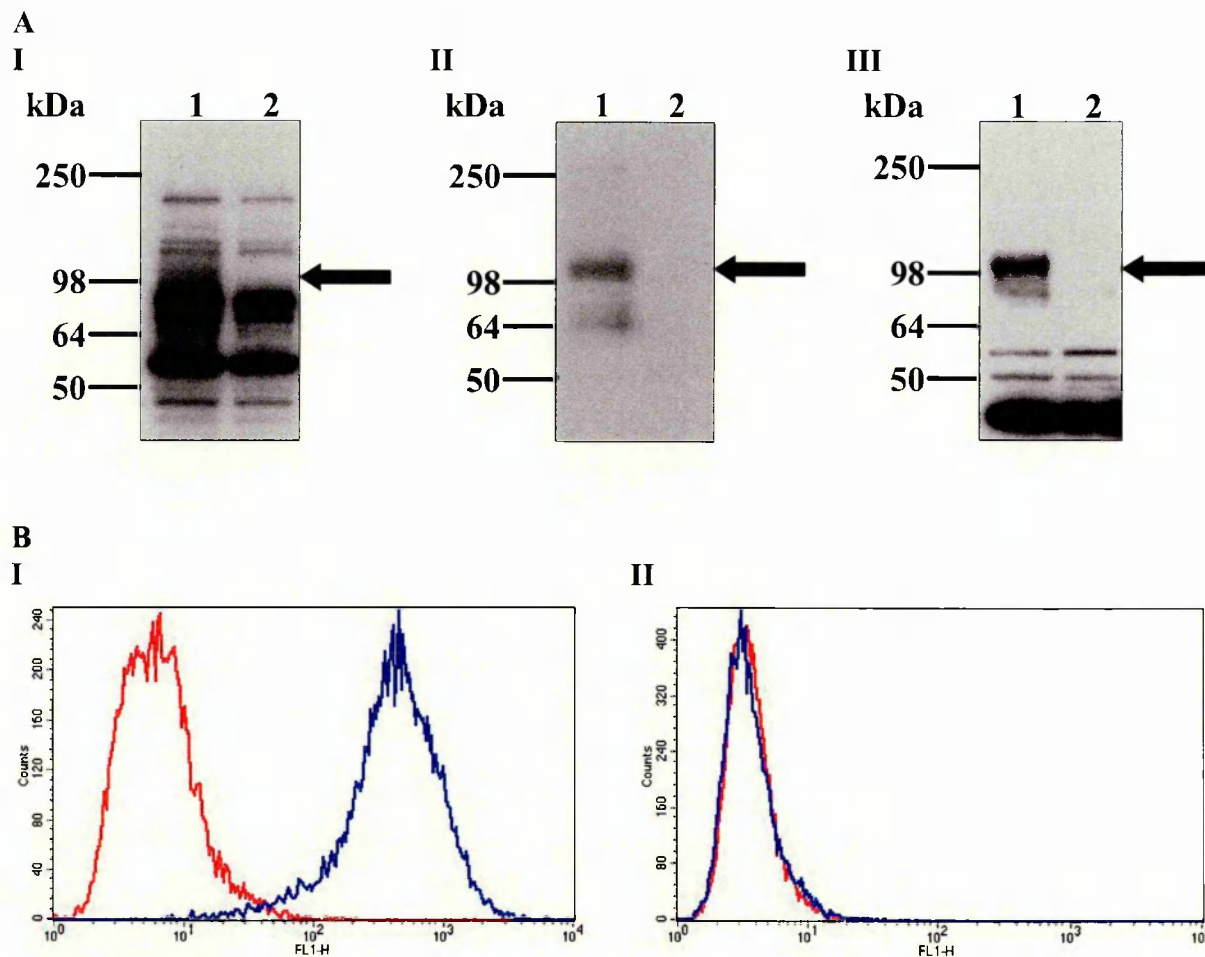 A
I II III
kDa 1 2 kDa 1 2 kDa 1 2
250 250 250
98 98 98
64 64 64
50 50 50
B
I II
240 200 160 120 80 40 0
Counts
10^0 10^1 10^2 10^3 10^4
FL1-H
400 320 240 160 80 0
Counts
10^0 10^1 10^2 10^3 10
FL1-H